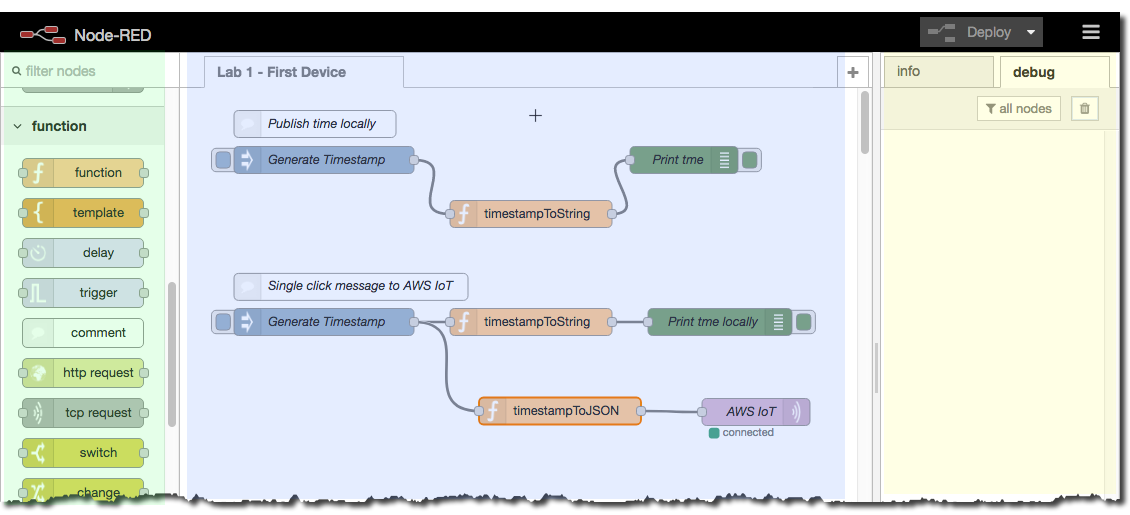 Node-RED
Deploy
filter nodes
Lab 1 - First Device
+
info
debug
all nodes
function
function
template
delay
trigger
comment
http request
tcp request
switch
change
Publish time locally
Generate Timestamp
Print tme
timestampToString
Single click message to AWS IoT
Generate Timestamp
timestampToString
Print tme locally
timestampToJSON
AWS IoT
connected